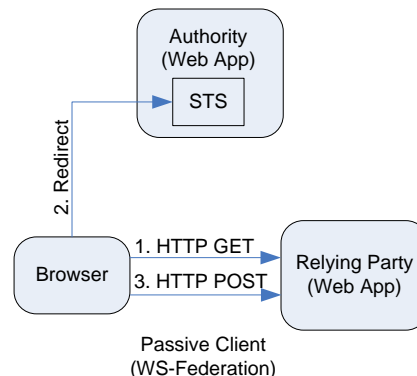 Authority
(Web App)
STS
2. Redirect
1. HTTP GET
Browser
3. HTTP POST
Relying Party
(Web App)
Passive Client
(WS-Federation)